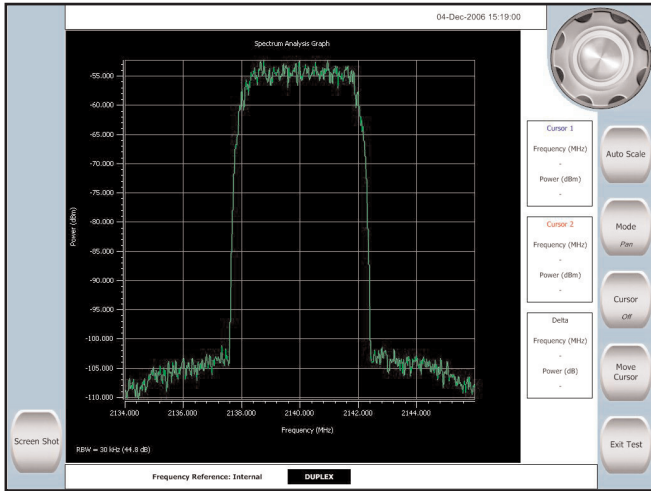 04-Dec-2006 15:19:00
Spectrum Analysis Graph
Power (dBm)
-55.000
-60.000
-65.000
-70.000
-75.000
-80.000
-85.000
-90.000
-95.000
-100.000
-105.000
-110.000
2134.000 2136.000 2138.000 2140.000 2142.000 2144.000
Frequency (MHz)
RBW = 30 kHz (44.8 dB)
Cursor 1
Frequency (MHz)
-
Power (dBm)
-
Cursor 2
Frequency (MHz)
-
Power (dBm)
-
Delta
Frequency (MHz)
-
Power (dB)
-
Auto Scale
Mode
Pan
Cursor
Off
Move
Cursor
Exit Test
Screen Shot
Frequency Reference: Internal DUPLEX